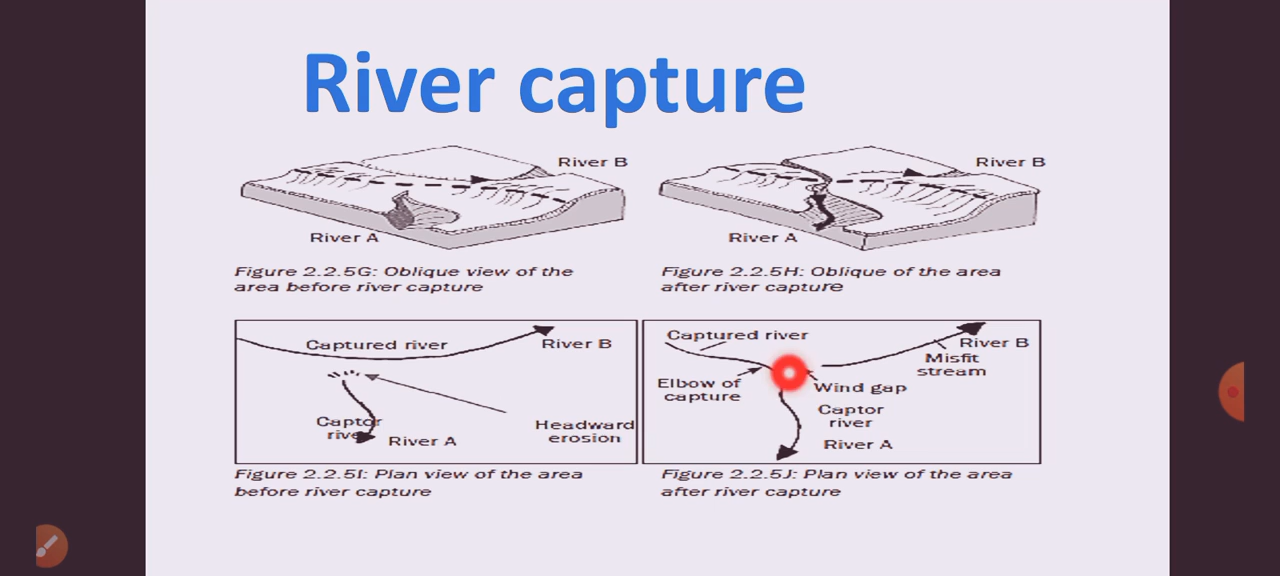 River capture
River B
River A
Figure 2.2.5G: Oblique view of the
area before river capture
River B
River A
Figure 2.2.5H: Oblique of the area
after river capture
Captured river
River B
Captor
river
River A
Headward
erosion
Figure 2.2.5I: Plan view of the area
before river capture
Captured river
River B
Misfit
stream
Elbow of
capture
Wind gap
Captor
river
River A
Figure 2.2.5J: Plan view of the area
after river capture